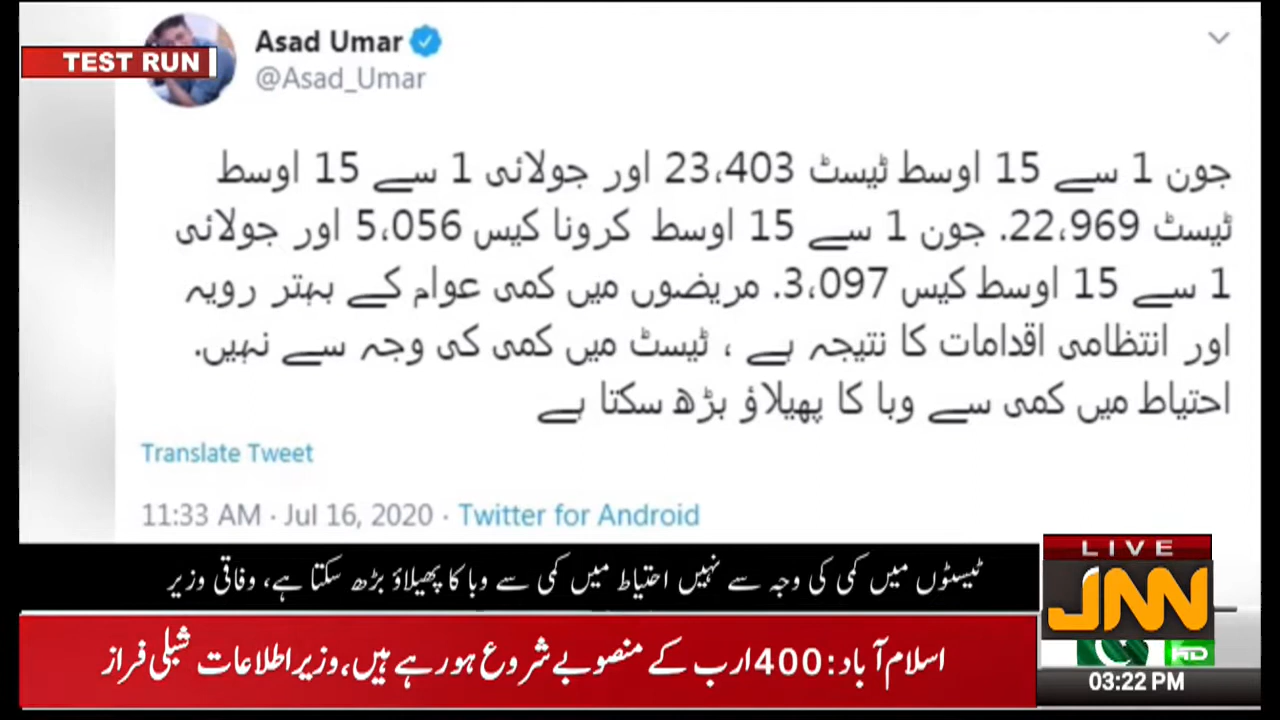 TEST RUN
Asad Umar
@Asad_Umar
جون 1 سے 15 اوسط ٹیسٹ 23،403 اور جولائی 1 سے 15 اوسط
ٹیسٹ 22،969. جون 1 سے 15 اوسط کرونا کیس 5،056 اور جولائی
1 سے 15 اوسط کیس 3،097. مریضوں میں کمی عوام کے بہتر رویہ
اور انتظامی اقدامات کا نتیجہ ہے ، ٹیسٹ میں کمی کی وجہ سے نہیں.
احتیاط میں کمی سے وبا کا پھیلاؤ بڑھ سکتا ہے
Translate Tweet
11:33 AM · Jul 16, 2020 · Twitter for Android
ٹیسٹوں میں کمی کی وجہ سے نہیں احتیاط میں کمی سے وبا کا پھیلاؤ بڑھ سکتا ہے، وفاقی وزیر
اسلام آباد: 400 ارب کے منصوبے شروع ہورہے ہیں، وزیر اطلاعات شبلی فراز
LIVE
JNN
HD
03:22 PM